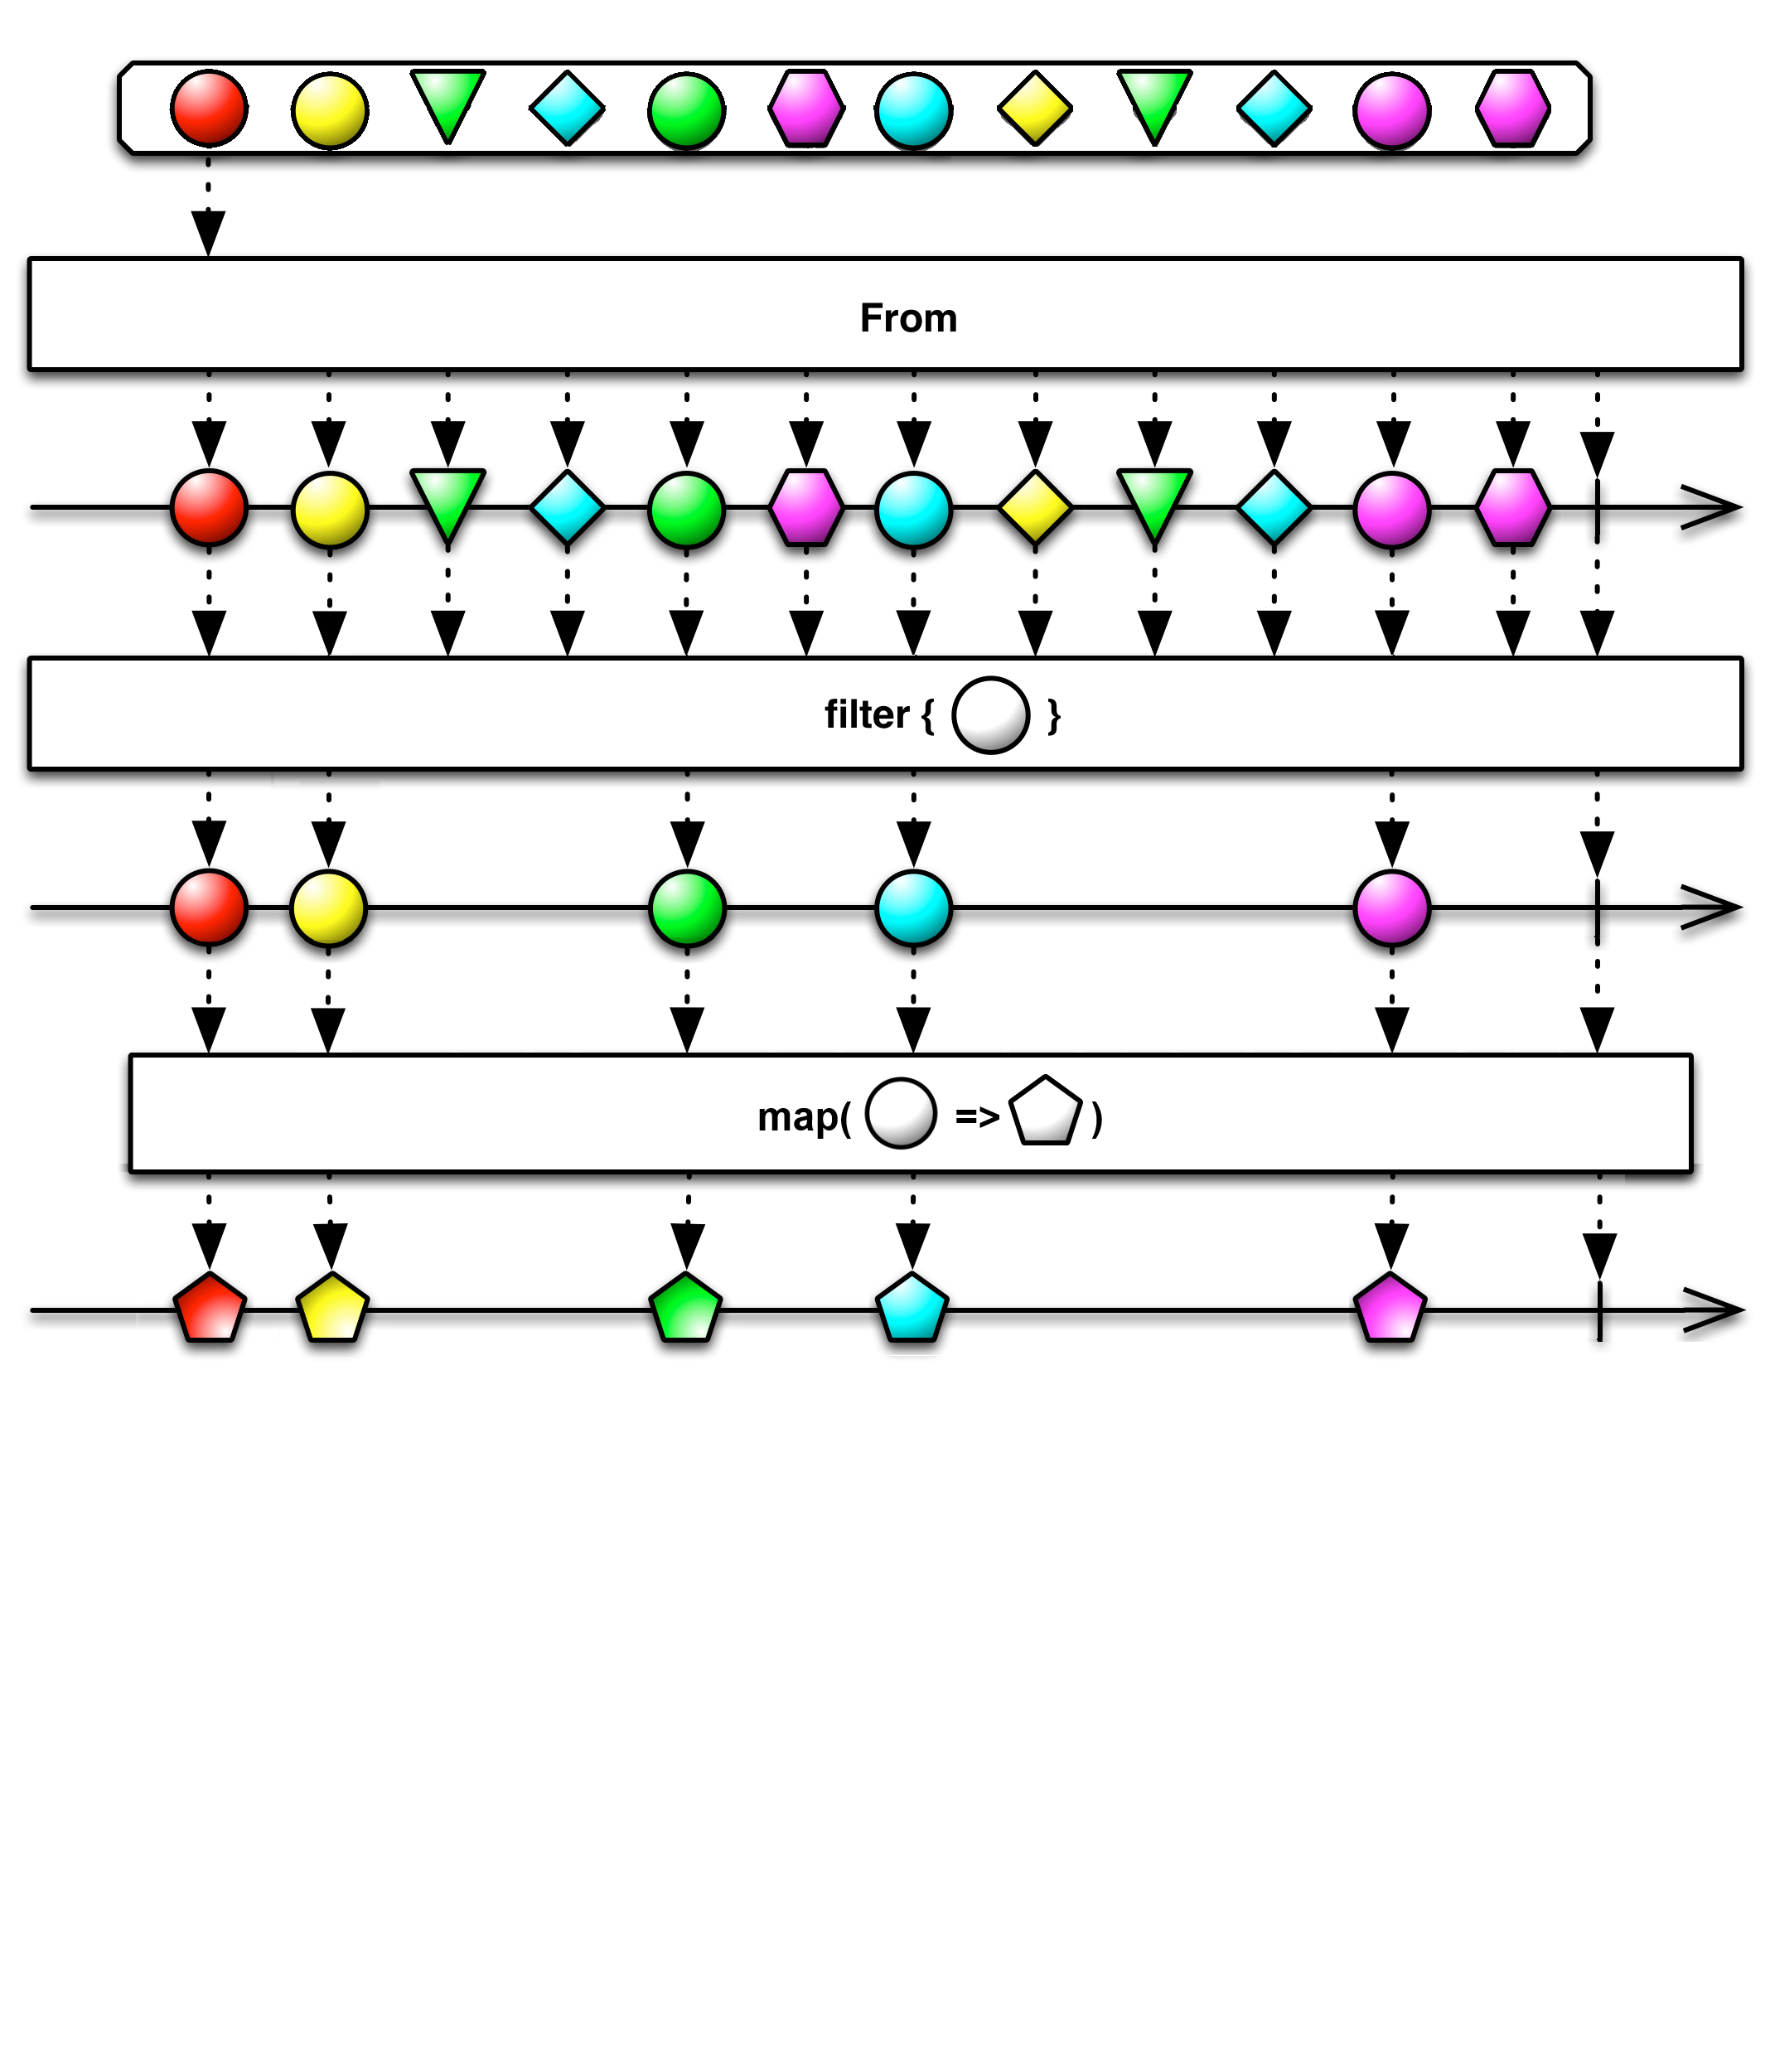 From
filter { }
map( => )